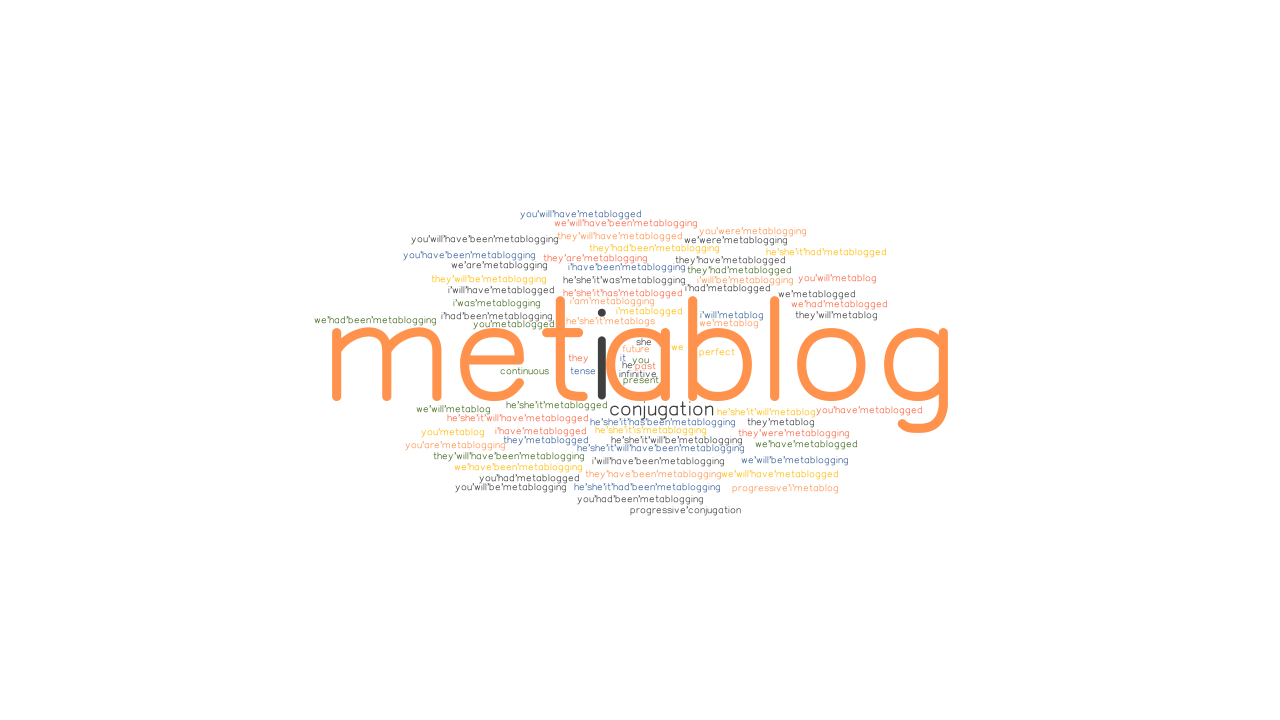 you'will'have'metablogged
we'will'have'been'metablogging
you'were'metablogging
they'will'have'metablogged
you'will'have'been'metablogging
we'were'metablogging
they'had'been'metablogging
he'she'it'had'metablogged
you'have'been'metablogging
they'are'metablogging
they'have'metablogged
we'are'metablogging
i'have'been'metablogging
they'had'metablogged
they'will'be'metablogging
he'she'it'was'metablogging
i'will'be'metablogging
you'will'metablog
i'will'have'metablogged
i'had'metablogged
he'she'it'has'metablogged
we'metablogged
i'was'metablogging
i'am'metablogging
we'had'metablogged
i'metablogged
i'had'been'metablogging
i'will'metablog
they'will'metablog
we'had'been'metablogging
you'metablogged
he'she'it'metablogs
we'metablog
metablog
i
she
future
we
perfect
they
it
you
he
past
continuous
tense
infinitive
present
he'she'it'metablogged
conjugation
we'will'metablog
he'she'it'will'metablog
you'have'metablogged
he'she'it'will'have'metablogged
he'she'it'has'been'metablogging
they'metablog
you'metablog
i'have'metablogged
he'she'it'is'metablogging
they'were'metablogging
they'metablogged
he'she'it'will'be'metablogging
you'are'metablogging
he'she'it'will'have'been'metablogging
we'have'metablogged
they'will'have'been'metablogging
i'will'have'been'metablogging
we'will'be'metablogging
we'have'been'metablogging
they'have'been'metablogging
we'will'have'metablogged
you'had'metablogged
you'will'be'metablogging
he'she'it'had'been'metablogging
progressive'i'metablog
you'had'been'metablogging
progressive'conjugation